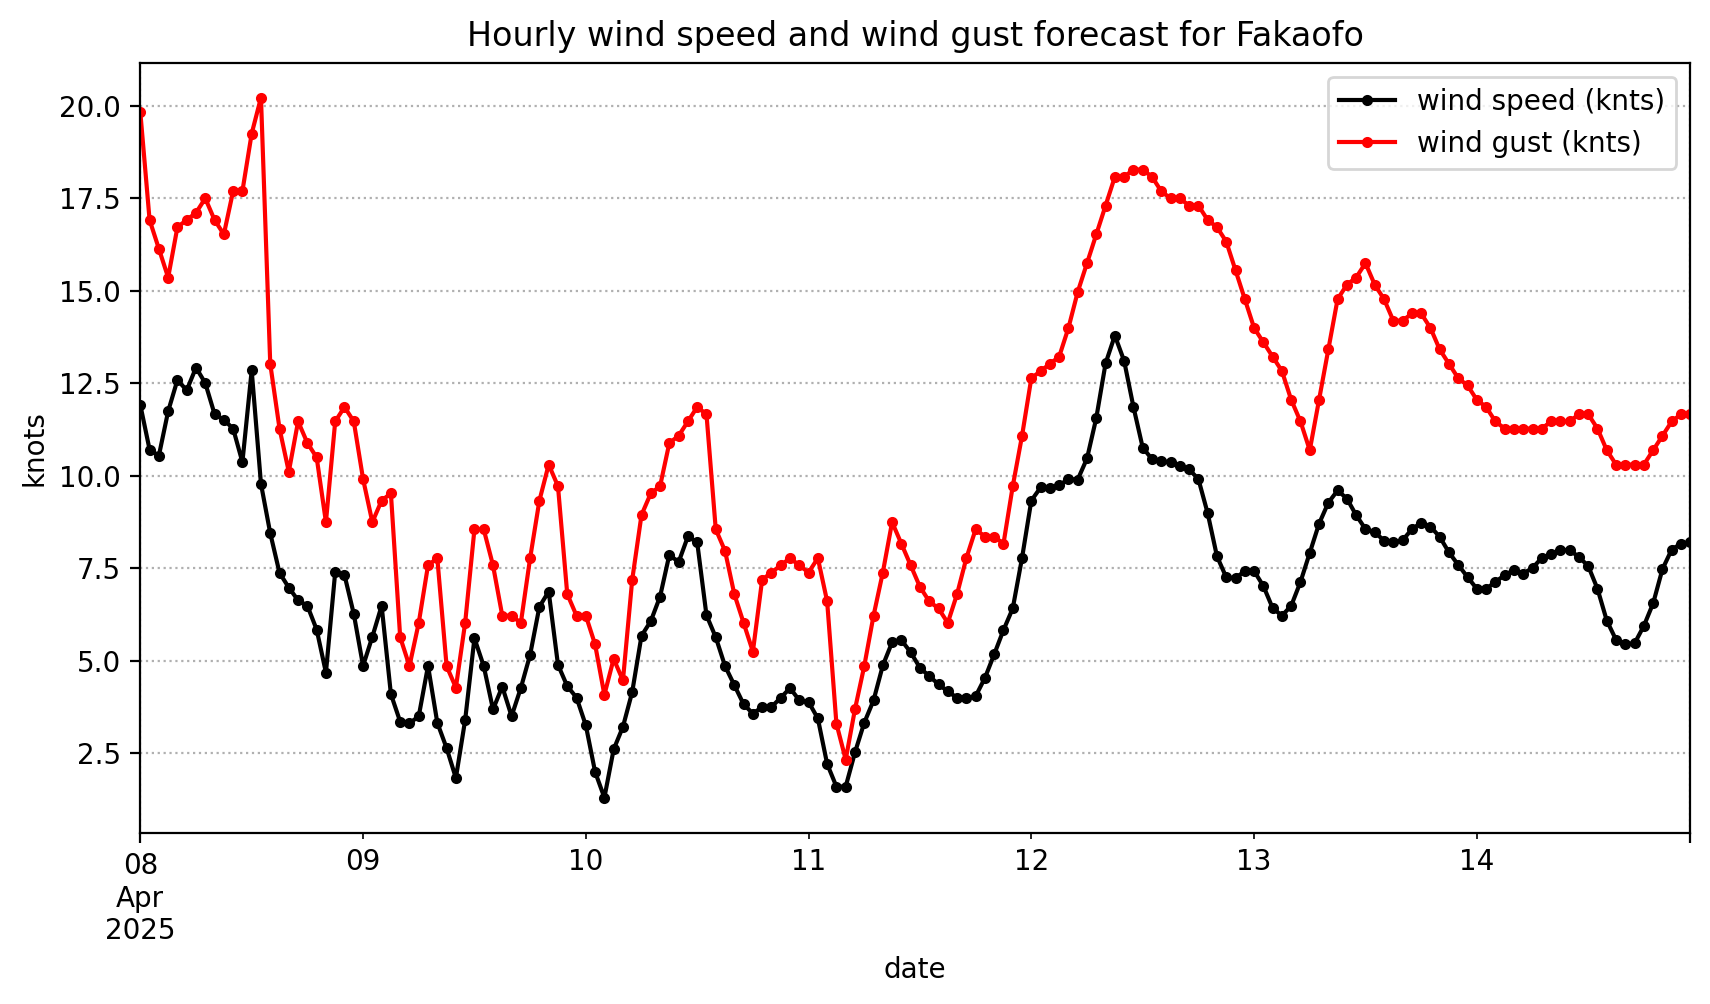 Hourly wind speed and wind gust forecast for Fakaofo
wind speed (knts)
wind gust (knts)
20.0
17.5
15.0
12.5
10.0
7.5
5.0
2.5
knots
08
Apr
2025
09
10
11
12
13
14
date